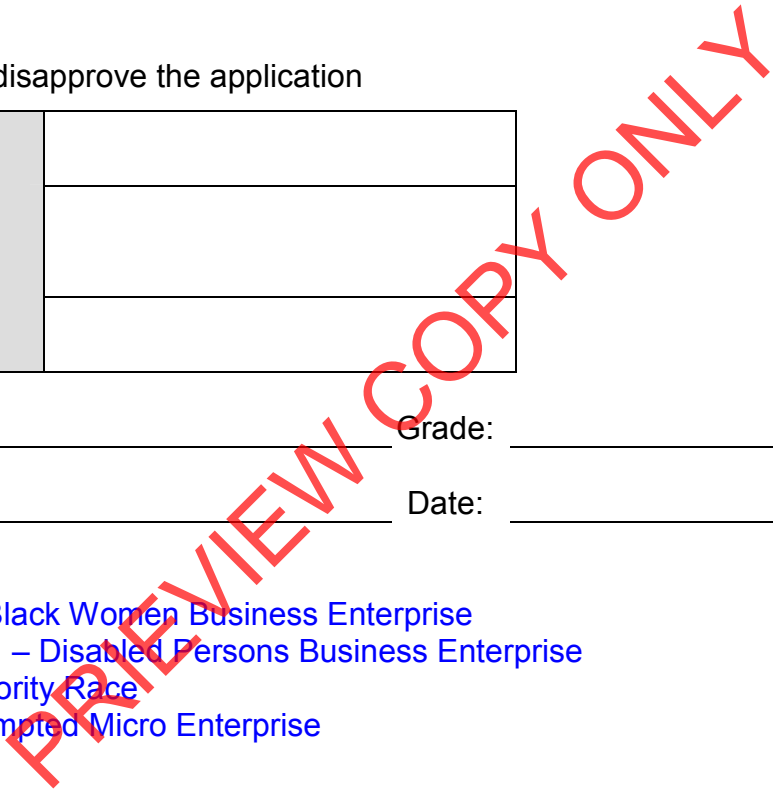 disapprove the application
Grade:
Date:
Black Women Business Enterprise
– Disabled Persons Business Enterprise
ority Race
mpted Micro Enterprise
PRIEVIEW COPY ONLY